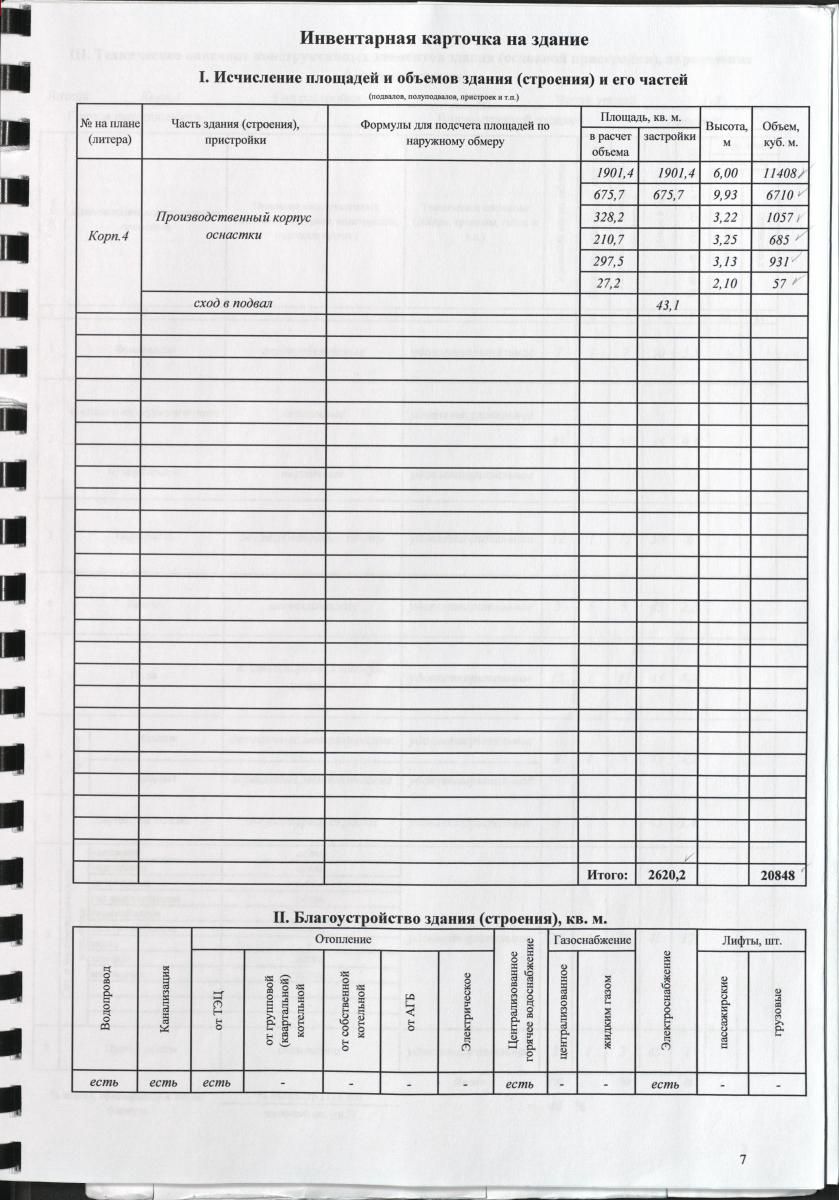 Инвентарная карточка на здание
I. Исчисление площадей и объемов здания (строения) и его частей
(подвалов, полуподвалов, пристроек и т.п.)
№ на плане (литера) Часть здания (строения), пристройки Формулы для подсчета площадей по наружному обмеру Площадь, кв. м. Высота, м Объем, куб. м.
в расчет объема застройки
1901,4 1901,4 6,00 11408
675,7 675,7 9,93 6710
Корп.4 Производственный корпус оснастки 328,2 3,22 1057
210,7 3,25 685
297,5 3,13 931
27,2 2,10 57
сход в подвал 43,1
Итого: 2620,2 20848
II. Благоустройство здания (строения), кв. м.
Водопровод Канализация Отопление Централизованное горячее водоснабжение Газоснабжение Электроснабжение Лифты, шт.
от ТЭЦ от групповой (квартальной) котельной от собственной котельной от АГБ Электрическое централизованное жидким газом пассажирские грузовые
есть есть есть - - - - есть - - есть - -
7